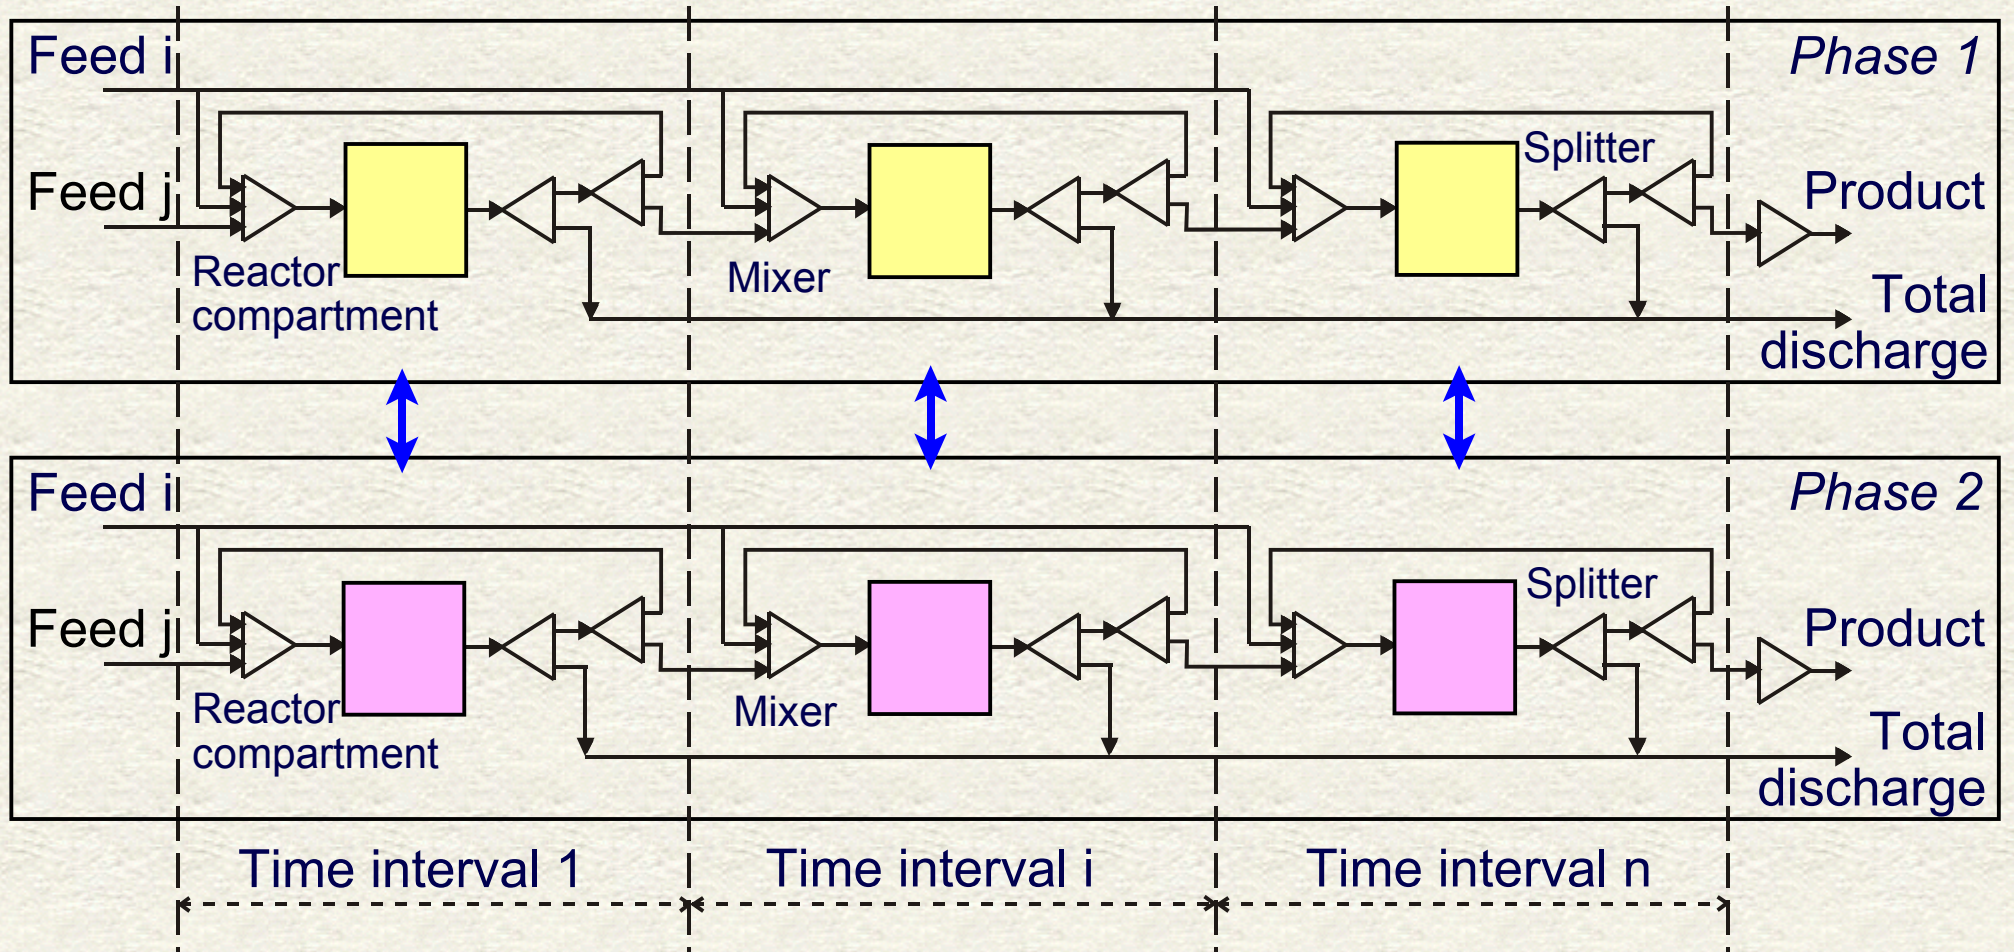 Feed i
Phase 1
Splitter
Feed j
Product
Reactor
compartment
Mixer
Total
discharge
Feed i
Phase 2
Splitter
Feed j
Product
Reactor
compartment
Mixer
Total
discharge
Time interval 1
Time interval i
Time interval n